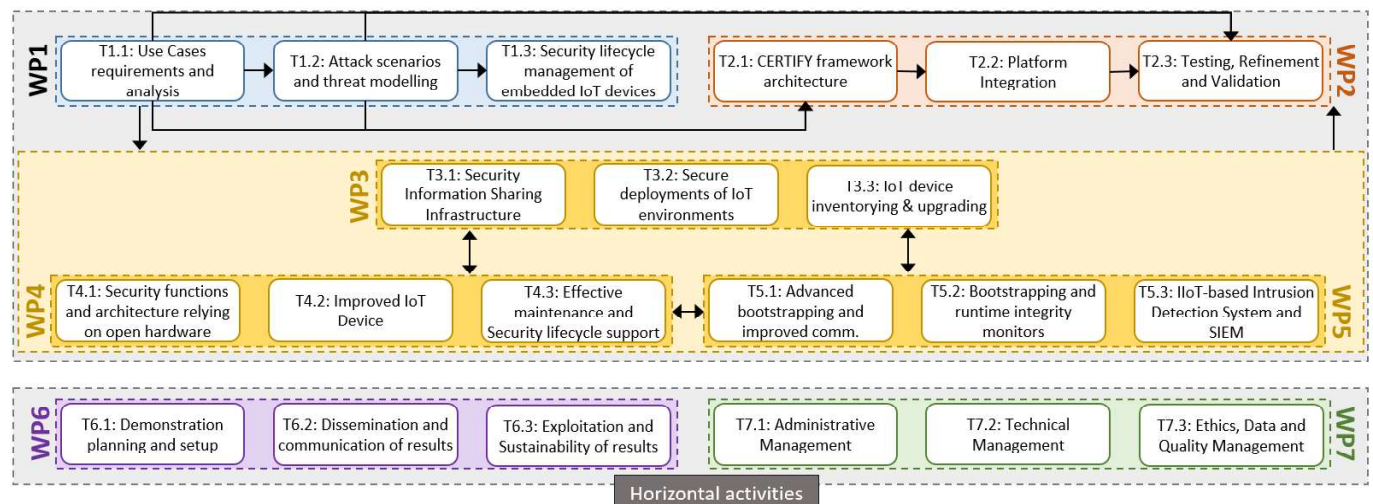 WP1
T1.1: Use Cases
requirements and
analysis
T1.2: Attack scenarios
and threat modelling
T1.3: Security lifecycle
management of
embedded IoT devices
T2.1: CERTIFY framework
architecture
T2.2: Platform
Integration
T2.3: Testing, Refinement
and Validation
WP2
WP3
T3.1: Security
Information Sharing
Infrastructure
T3.2: Secure
deployments of IoT
environments
T3.3: IoT device
inventorying & upgrading
WP4
T4.1: Security functions
and architecture relying
on open hardware
T4.2: Improved IoT
Device
T4.3: Effective
maintenance and
Security lifecycle support
T5.1: Advanced
bootstrapping and
improved comm.
T5.2: Bootstrapping and
runtime integrity
monitors
T5.3: IIoT-based Intrusion
Detection System and
SIEM
WP5
WP6
T6.1: Demonstration
planning and setup
T6.2: Dissemination and
communication of results
T6.3: Exploitation and
Sustainability of results
T7.1: Administrative
Management
T7.2: Technical
Management
T7.3: Ethics, Data and
Quality Management
WP7
Horizontal activities